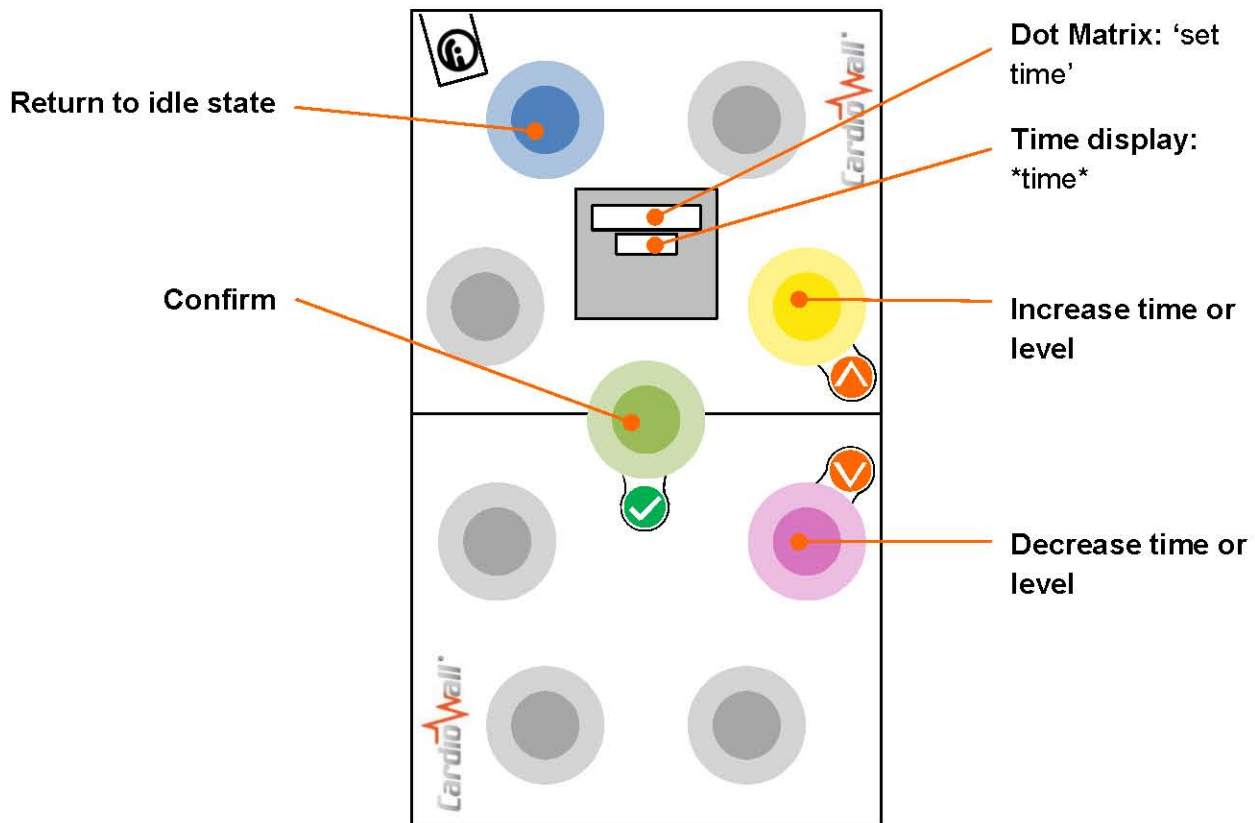 Return to idle state
Confirm
CardioWall®
Dot Matrix: ‘set
time’
Time display:
*time*
Increase time or
level
Decrease time or
level
CardioWall®